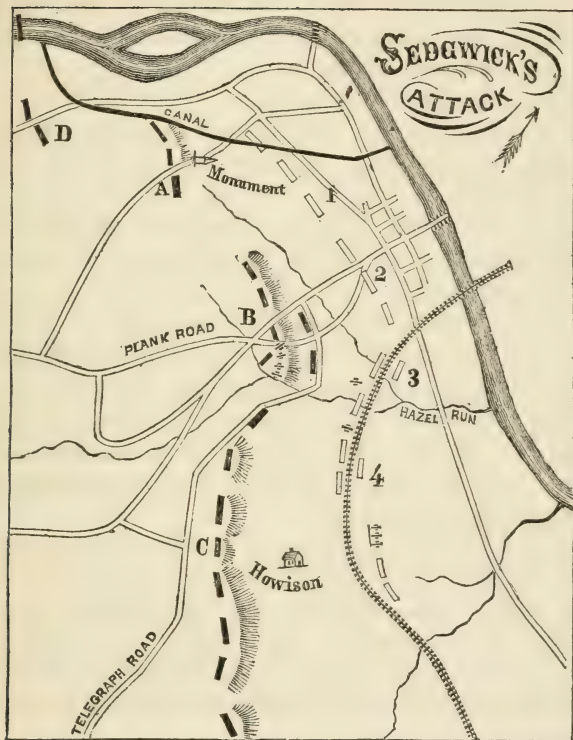 SEDGWICK'S
ATTACK
CANAL
D
A
Monument
1
B
2
PLANK ROAD
3
HAZEL RUN
4
C
Howison
TELEGRAPH ROAD